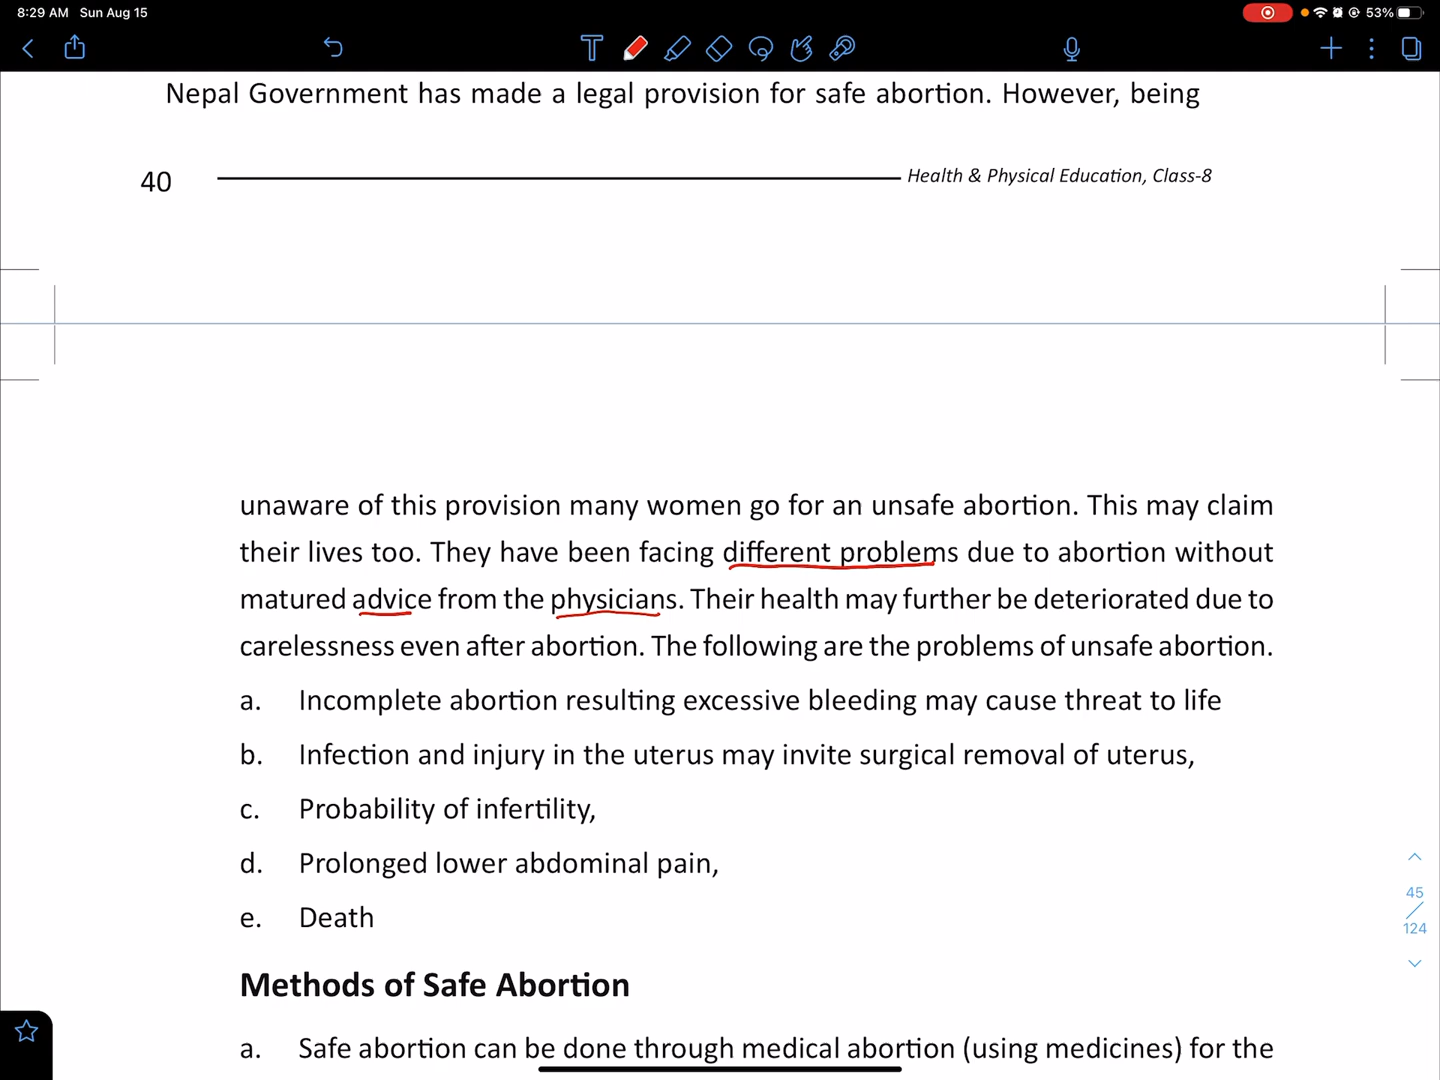 8:29 AM Sun Aug 15
53%
Nepal Government has made a legal provision for safe abortion. However, being
40
Health & Physical Education, Class-8
unaware of this provision many women go for an unsafe abortion. This may claim
their lives too. They have been facing different problems due to abortion without
matured advice from the physicians. Their health may further be deteriorated due to
carelessness even after abortion. The following are the problems of unsafe abortion.
a. Incomplete abortion resulting excessive bleeding may cause threat to life
b. Infection and injury in the uterus may invite surgical removal of uterus,
c. Probability of infertility,
d. Prolonged lower abdominal pain,
e. Death
45
124
Methods of Safe Abortion
a. Safe abortion can be done through medical abortion (using medicines) for the